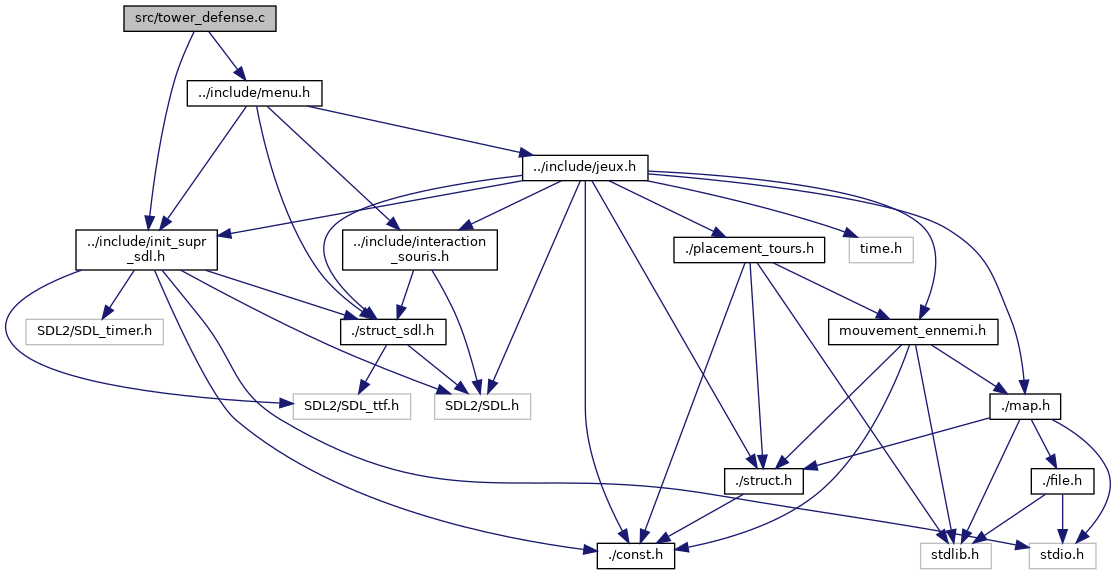 src/tower_defense.c
../include/menu.h
../include/jeux.h
../include/init_supr
_sdl.h
../include/interaction
_souris.h
./placement_tours.h
time.h
SDL2/SDL_timer.h
./struct_sdl.h
mouvement_ennemi.h
SDL2/SDL_ttf.h
SDL2/SDL.h
./map.h
./struct.h
./file.h
./const.h
stdlib.h
stdio.h